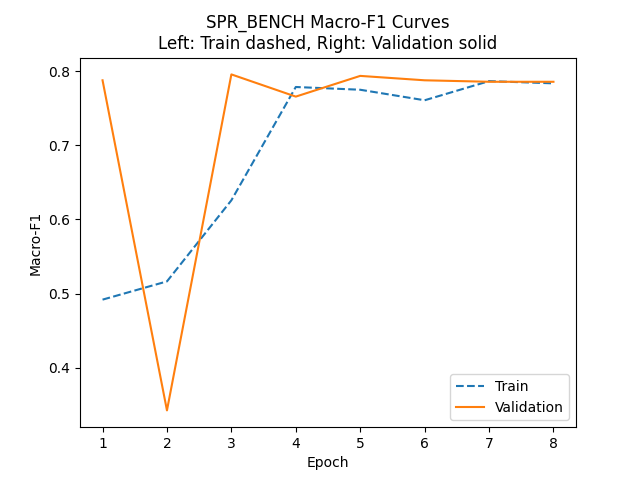 SPR_BENCH Macro-F1 Curves
Left: Train dashed, Right: Validation solid
0.8
0.7
0.6
0.5
0.4
Macro-F1
1 2 3 4 5 6 7 8
Epoch
Train
Validation